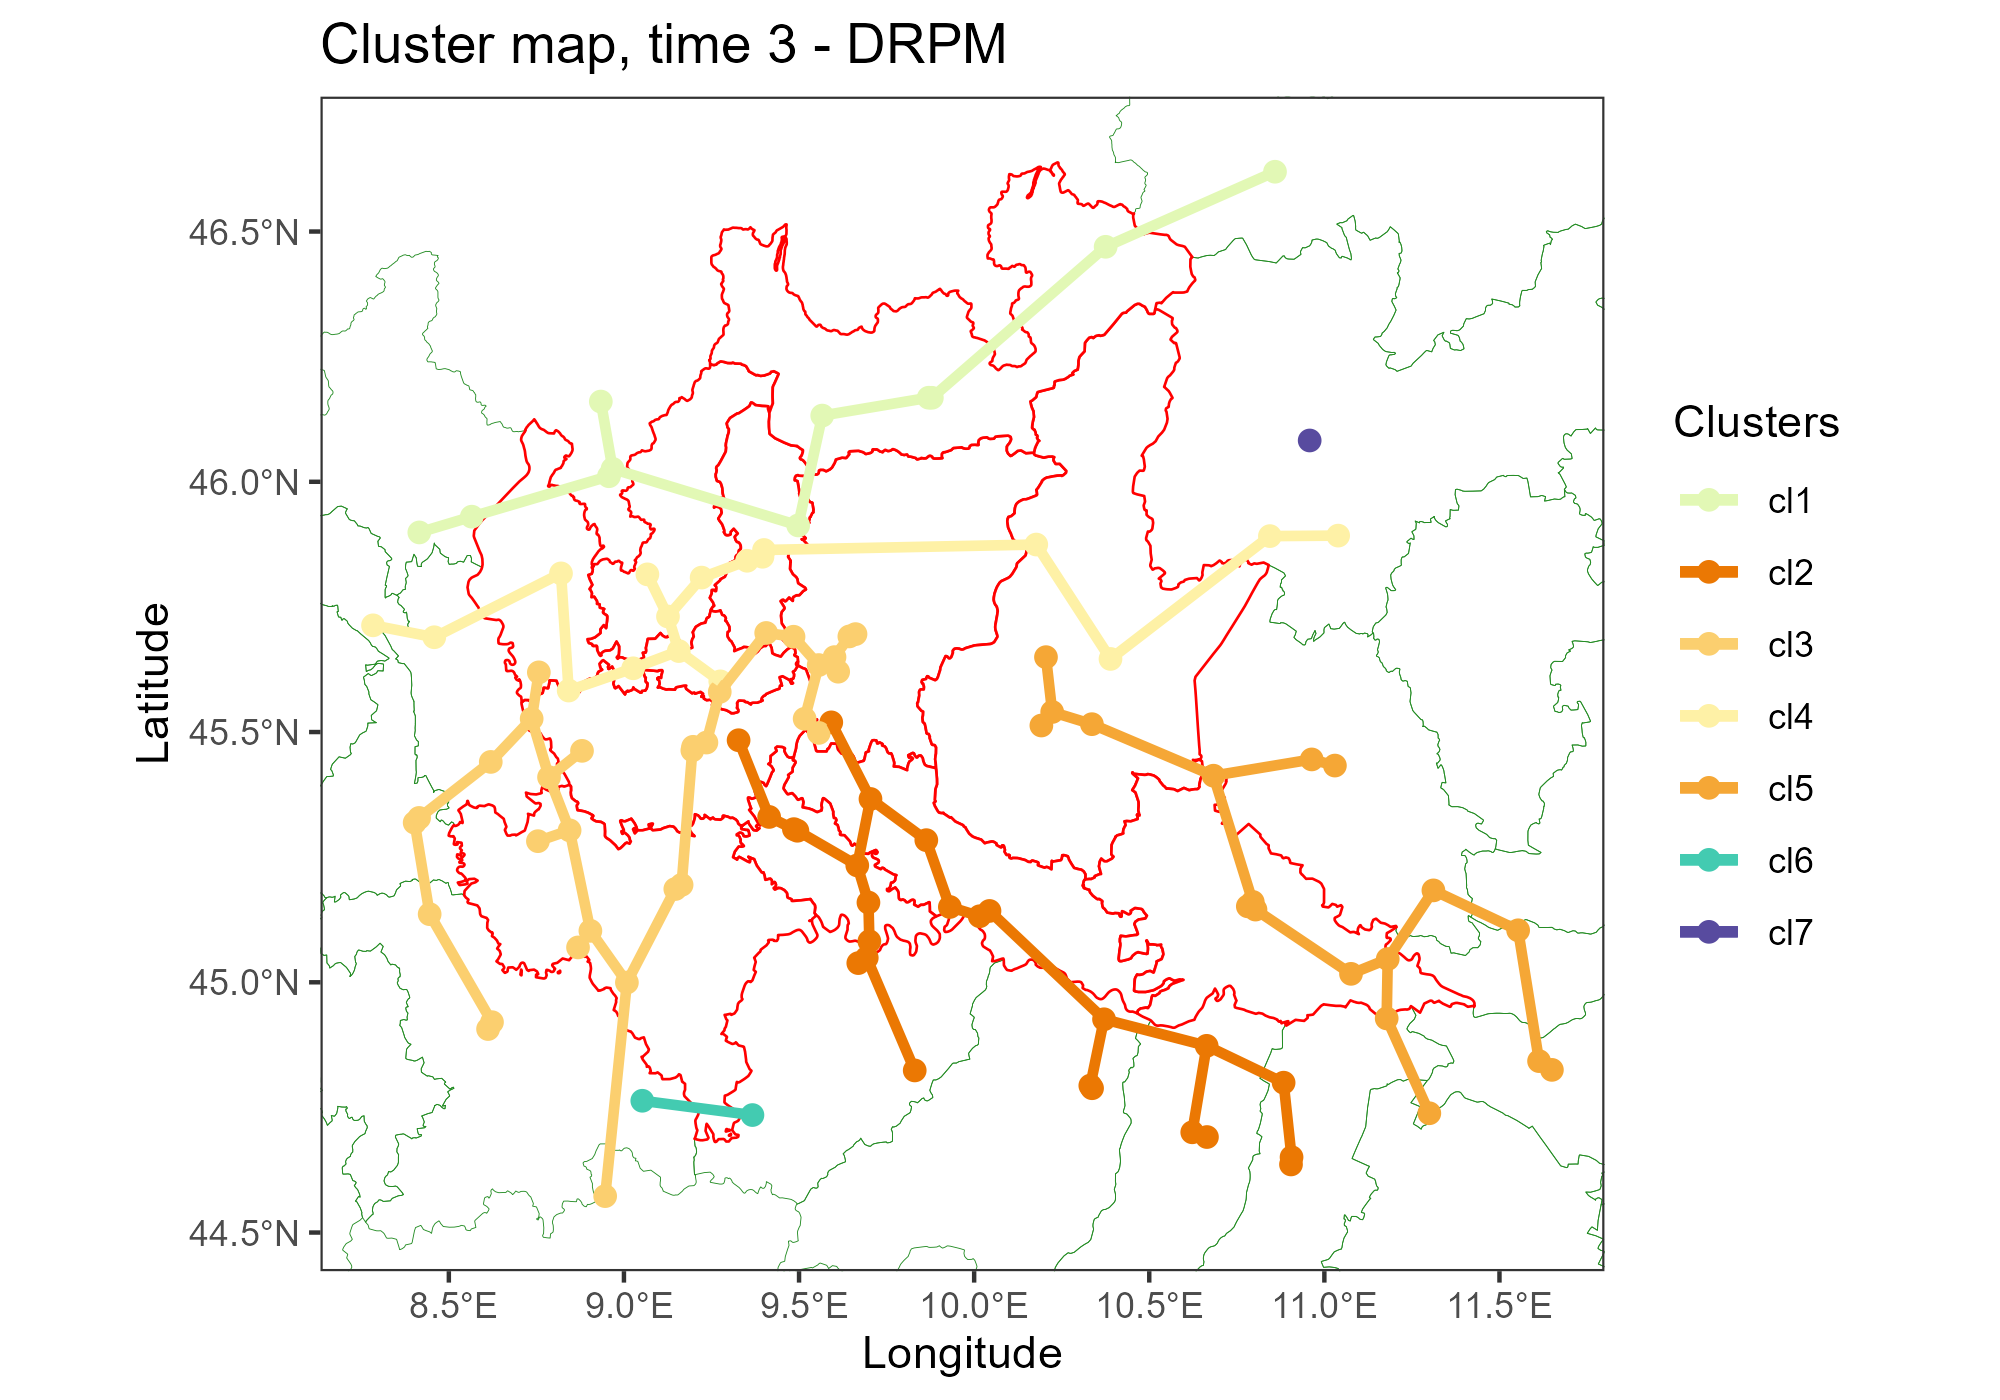 Cluster map, time 3 - DRPM
46.5°N
46.0°N
45.5°N
45.0°N
44.5°N
Latitude
8.5°E
9.0°E
9.5°E
10.0°E
10.5°E
11.0°E
11.5°E
Longitude
Clusters
cl1
cl2
cl3
cl4
cl5
cl6
cl7